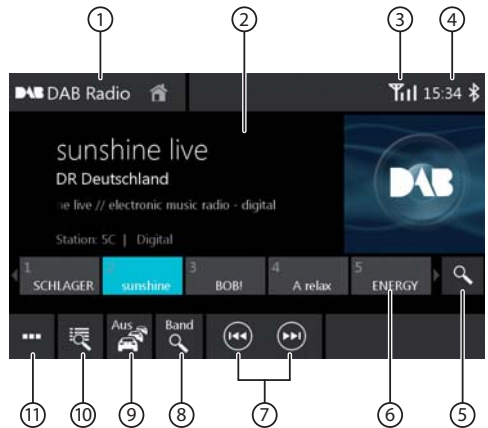 1 2 3 4
DAB DAB Radio 15:34
sunshine live
DR Deutschland
ne live // electronic music radio - digital
Station: 5C | Digital
DAB
1 2 3 4 5
SCHLAGER sunshine BOB! A relax ENERGY
Aus Band
11 10 9 8 7 6 5